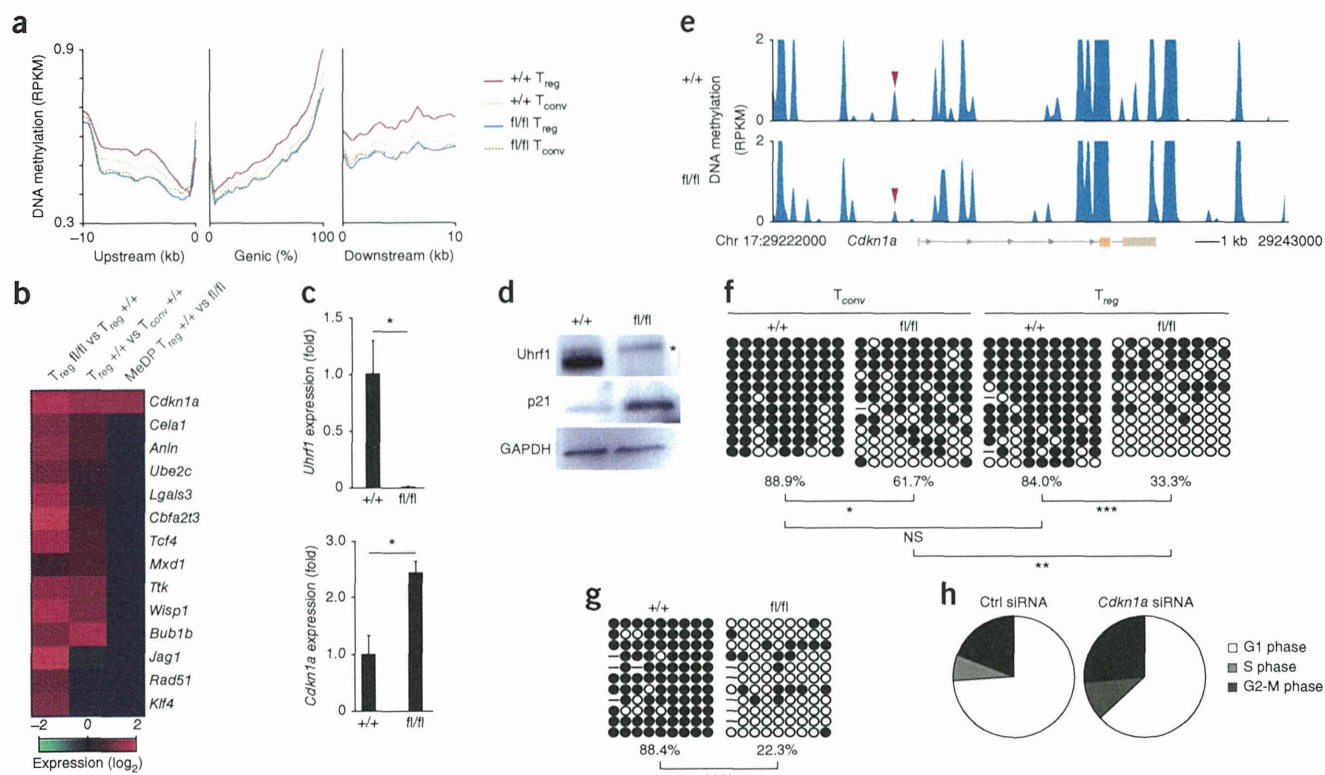 a
0.9
0.3
DNA methylation (RPKM)
–10
0
0
100
0
10
Upstream (kb)
Genic (%)
Downstream (kb)
+/+ Treg
+/+ Tconv
fl/fl Treg
fl/fl Tconv
b
Treg fl/fl vs Treg +/+
Treg +/+ vs Tconv +/+
MeDP Treg +/+ vs fl/fl
Cdkn1a
Cela1
Anln
Ube2c
Lgals3
Cbfa2t3
Tcf4
Mxd1
Ttk
Wisp1
Bub1b
Jag1
Rad51
Klf4
–2 0 2
Expression (log2)
c
Uhrf1 expression (fold)
1.5
1.0
0.5
0
*
+/+ fl/fl
Cdkn1a expression (fold)
3.0
2.0
1.0
0
*
+/+ fl/fl
d
+/+ fl/fl
Uhrf1
*
p21
GAPDH
e
DNA methylation (RPKM)
+/+
2
0
fl/fl
2
0
Chr 17:29222000 Cdkn1a 1 kb 29243000
f
Tconv Treg
+/+ fl/fl +/+ fl/fl
88.9% 61.7% 84.0% 33.3%
* ***
NS
**
g
+/+ fl/fl
88.4% 22.3%
h
Ctrl siRNA Cdkn1a siRNA
G1 phase
S phase
G2-M phase